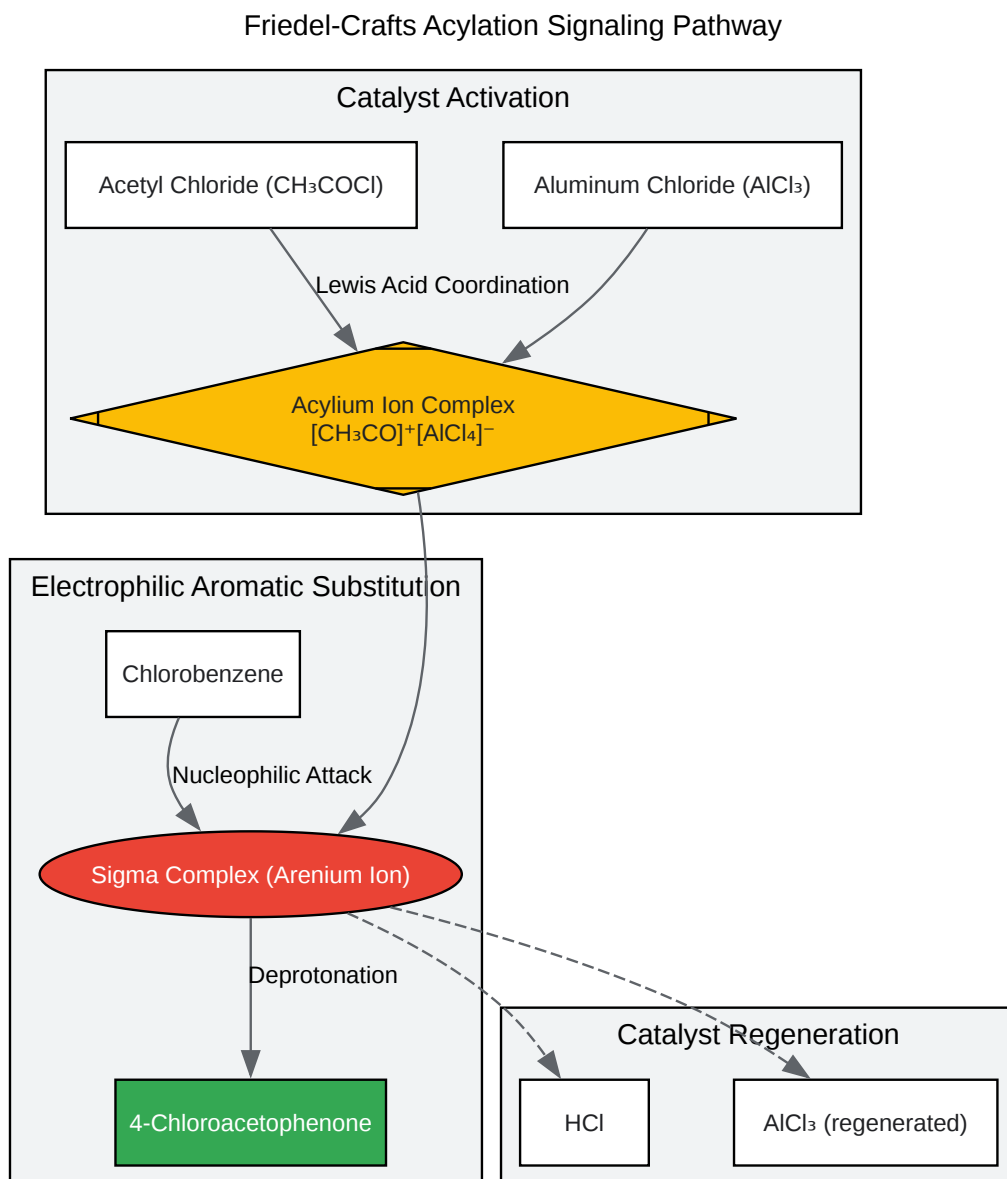 Friedel-Crafts Acylation Signaling Pathway
Catalyst Activation
Acetyl Chloride (CH₃COCl)
Aluminum Chloride (AlCl₃)
Lewis Acid Coordination
Acylium Ion Complex
[CH₃CO]⁺[AlCl₄]⁻
Electrophilic Aromatic Substitution
Chlorobenzene
Nucleophilic Attack
Sigma Complex (Arenium Ion)
Deprotonation
4-Chloroacetophenone
Catalyst Regeneration
HCl
AlCl₃ (regenerated)